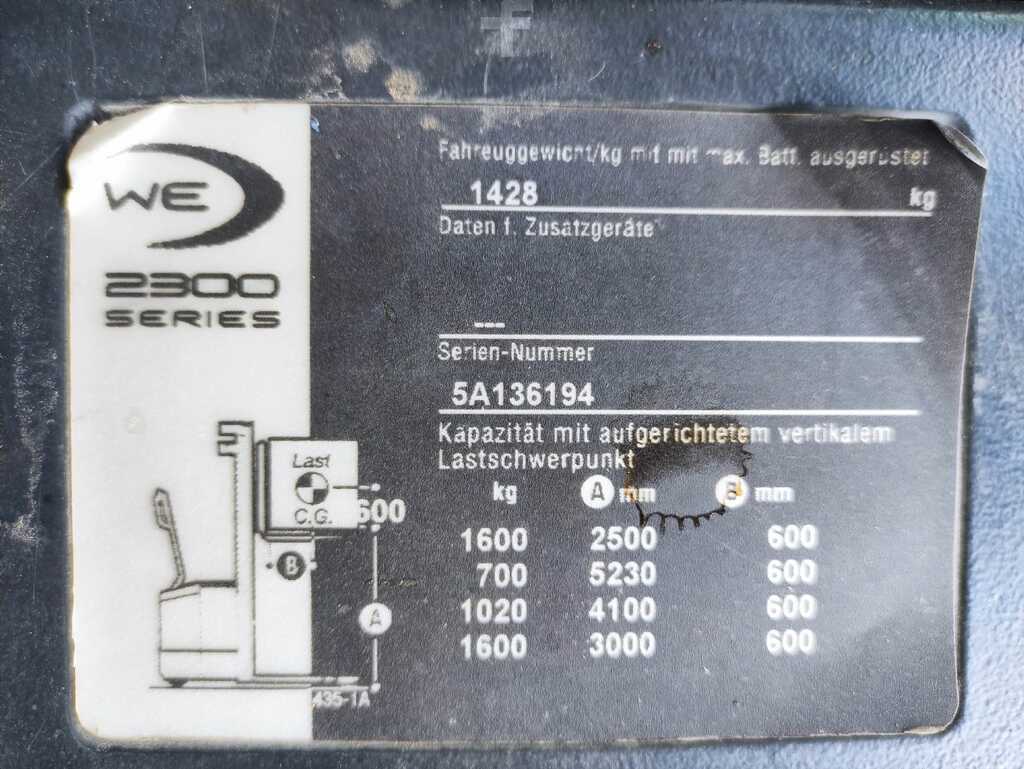 WE
2300
SERIES
Fahrzeuggewicht/kg mit mit max. Batt. ausgerüstet
1428 kg
Daten f. Zusatzgeräte
---
Serien-Nummer
5A136194
Kapazität mit aufgerichtetem vertikalem
Lastschwerpunkt
kg A mm B mm
1600 2500 600
700 5230 600
1020 4100 600
1600 3000 600
Last
C.G.
600
B
A
435-1A